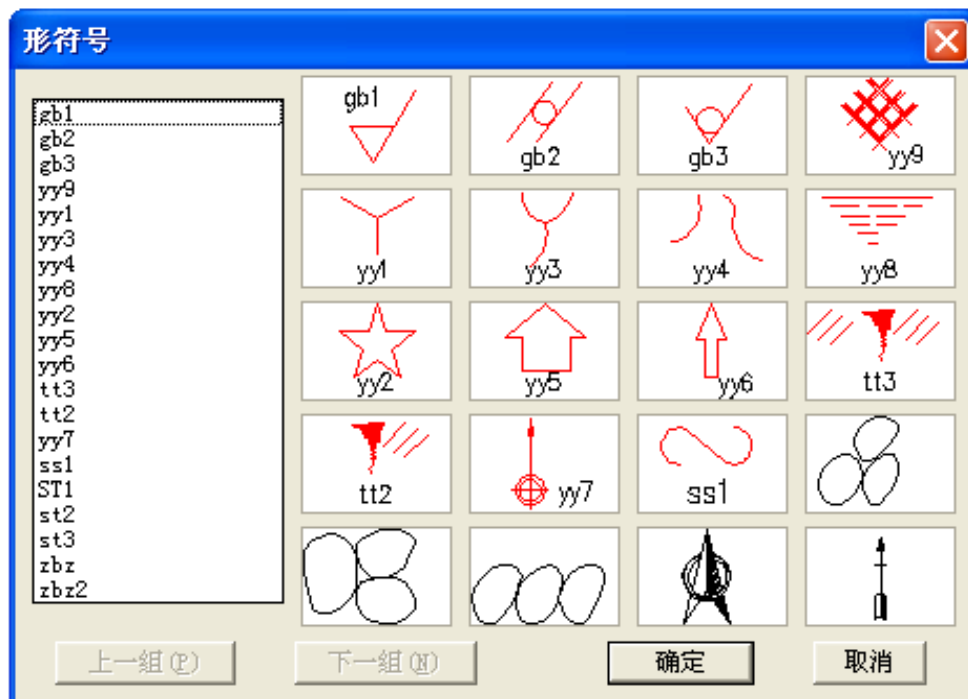 形符号
gb1
gb2
gb3
yy9
yy1
yy3
yy4
yy8
yy2
yy5
yy6
tt3
tt2
yy7
ss1
ST1
st2
st3
zbz
zbz2
gb1
gb2
gb3
yy9
yy1
yy3
yy4
yy8
yy2
yy5
yy6
tt3
tt2
yy7
ss1
上一组(P)
下一组(N)
确定
取消